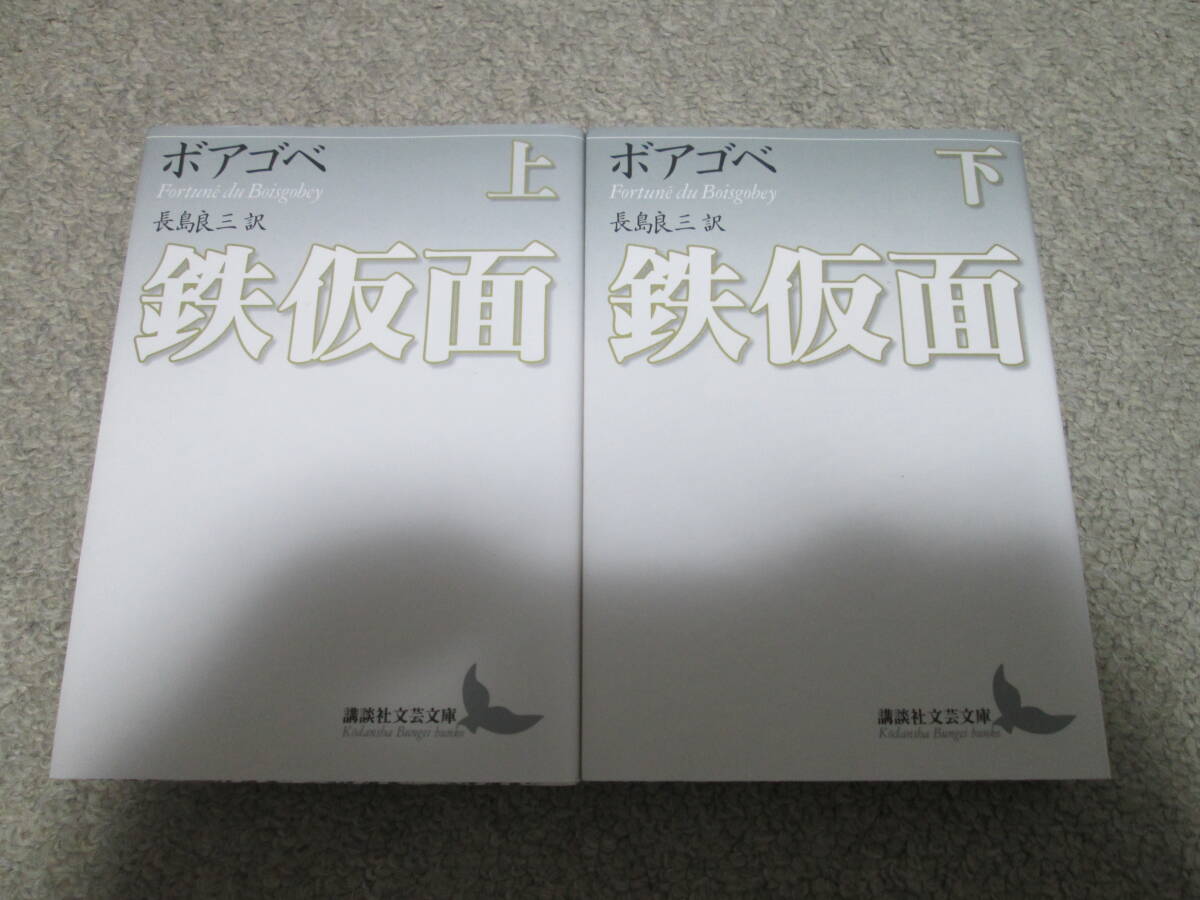 ボアゴベ
上
Fortuné du Boisgobey
長島良三 訳
鉄仮面
講談社文芸文庫
Kōdansha Bungei bunko
ボアゴベ
下
Fortuné du Boisgobey
長島良三 訳
鉄仮面
講談社文芸文庫
Kōdansha Bungei bunko